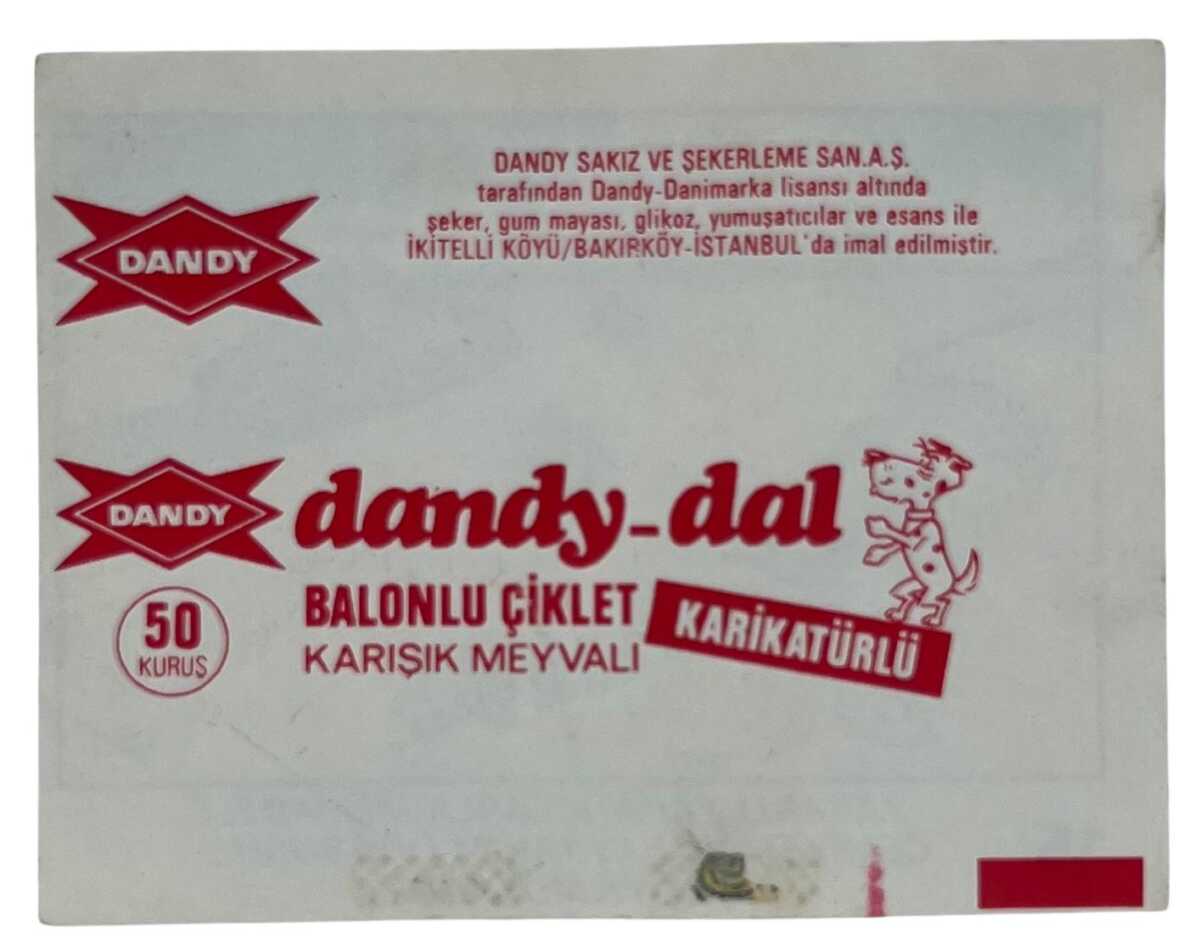 DANDY SAKIZ VE ŞEKERLEME SAN.A.Ş.
tarafından Dandy-Danimarka lisansı altında
şeker, gum mayası, glikoz, yumuşatıcılar ve esans ile
İKİTELLİ KÖYÜ/BAKIRKÖY-İSTANBUL'da imal edilmiştir.
DANDY
DANDY
dandy-dal
BALONLU ÇİKLET
KARIŞIK MEYVALI
KARİKATÜRLÜ
50
KURUŞ